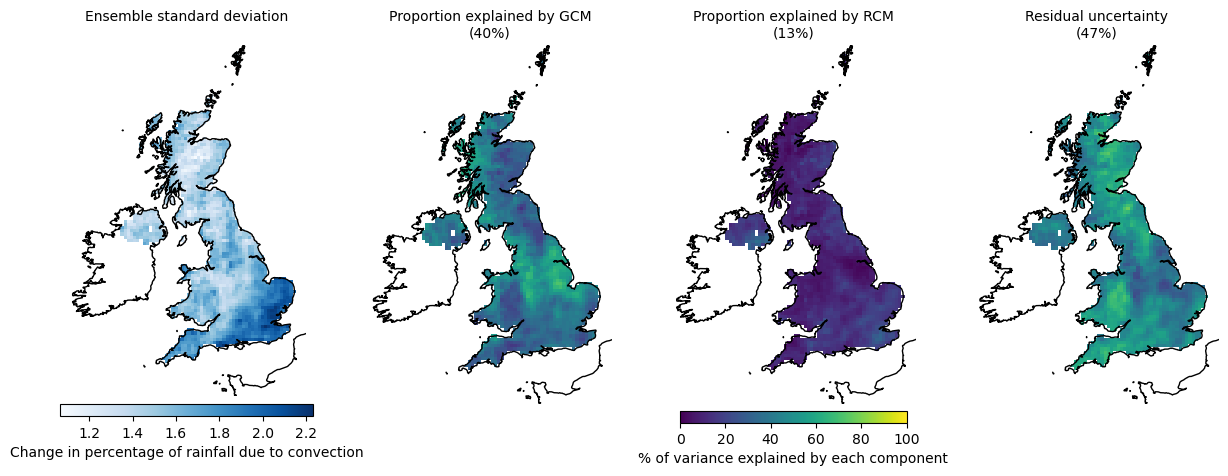 Ensemble standard deviation
Proportion explained by GCM
(40%)
Proportion explained by RCM
(13%)
Residual uncertainty
(47%)
1.2 1.4 1.6 1.8 2.0 2.2
Change in percentage of rainfall due to convection
0 20 40 60 80 100
% of variance explained by each component